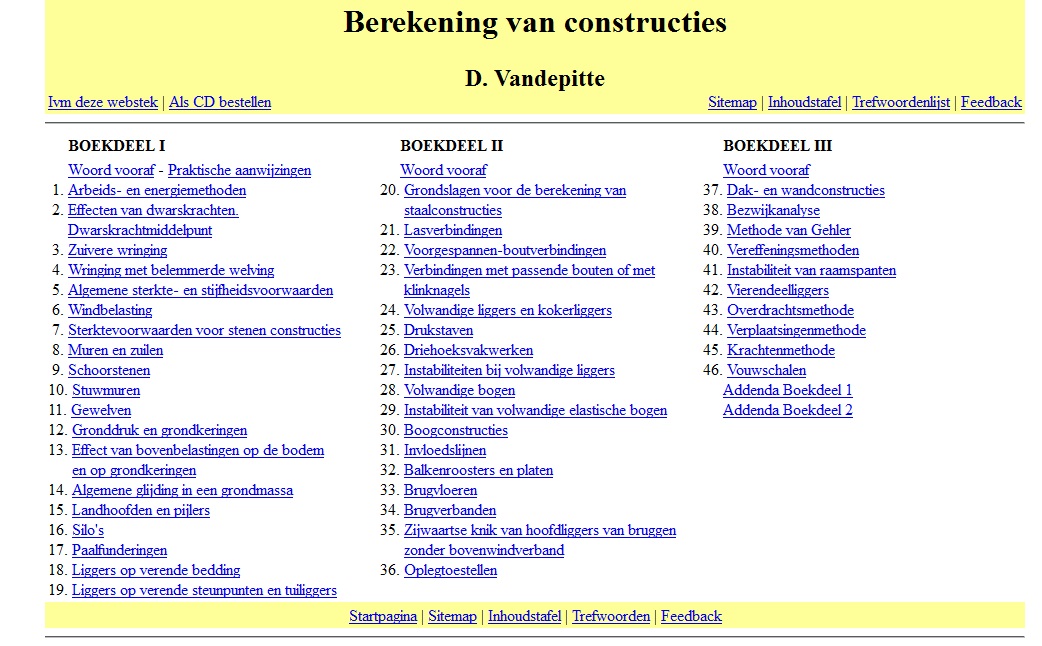 Berekening van constructies
D. Vandepitte
Ivm deze webstek | Als CD bestellen
Sitemap | Inhoudstafel | Trefwoordenlijst | Feedback
BOEKDEEL I
Woord vooraf - Praktische aanwijzingen
1. Arbeids- en energiemethoden
2. Effecten van dwarskrachten.
Dwarskrachtmiddelpunt
3. Zuivere wringing
4. Wringing met belemmerde welving
5. Algemene sterkte- en stijfheidsvoorwaarden
6. Windbelasting
7. Sterktevoorwaarden voor stenen constructies
8. Muren en zuilen
9. Schoorstenen
10. Stuwmuren
11. Gewelven
12. Gronddruk en grondkeringen
13. Effect van bovenbelastingen op de bodem
en op grondkeringen
14. Algemene glijding in een grondmassa
15. Landhoofden en pijlers
16. Silo's
17. Paalfunderingen
18. Liggers op verende bedding
19. Liggers op verende steunpunten en tuiliggers
BOEKDEEL II
Woord vooraf
20. Grondslagen voor de berekening van
staalconstructies
21. Lasverbindingen
22. Voorgespannen-boutverbindingen
23. Verbindingen met passende bouten of met
klinknagels
24. Volwandige liggers en kokerliggers
25. Drukstaven
26. Driehoeksvakwerken
27. Instabiliteiten bij volwandige liggers
28. Volwandige bogen
29. Instabiliteit van volwandige elastische bogen
30. Boogconstructies
31. Invloedslijnen
32. Balkenroosters en platen
33. Brugvloeren
34. Brugverbanden
35. Zijwaartse knik van hoofdliggers van bruggen
zonder bovenwindverband
36. Oplegtoestellen
BOEKDEEL III
Woord vooraf
37. Dak- en wandconstructies
38. Bezwijkanalyse
39. Methode van Gehler
40. Vereffeningsmethoden
41. Instabiliteit van raamspanten
42. Vierendeelliggers
43. Overdrachtsmethode
44. Verplaatsingenmethode
45. Krachtenmethode
46. Vouwschalen
Addenda Boekdeel 1
Addenda Boekdeel 2
Startpagina | Sitemap | Inhoudstafel | Trefwoorden | Feedback